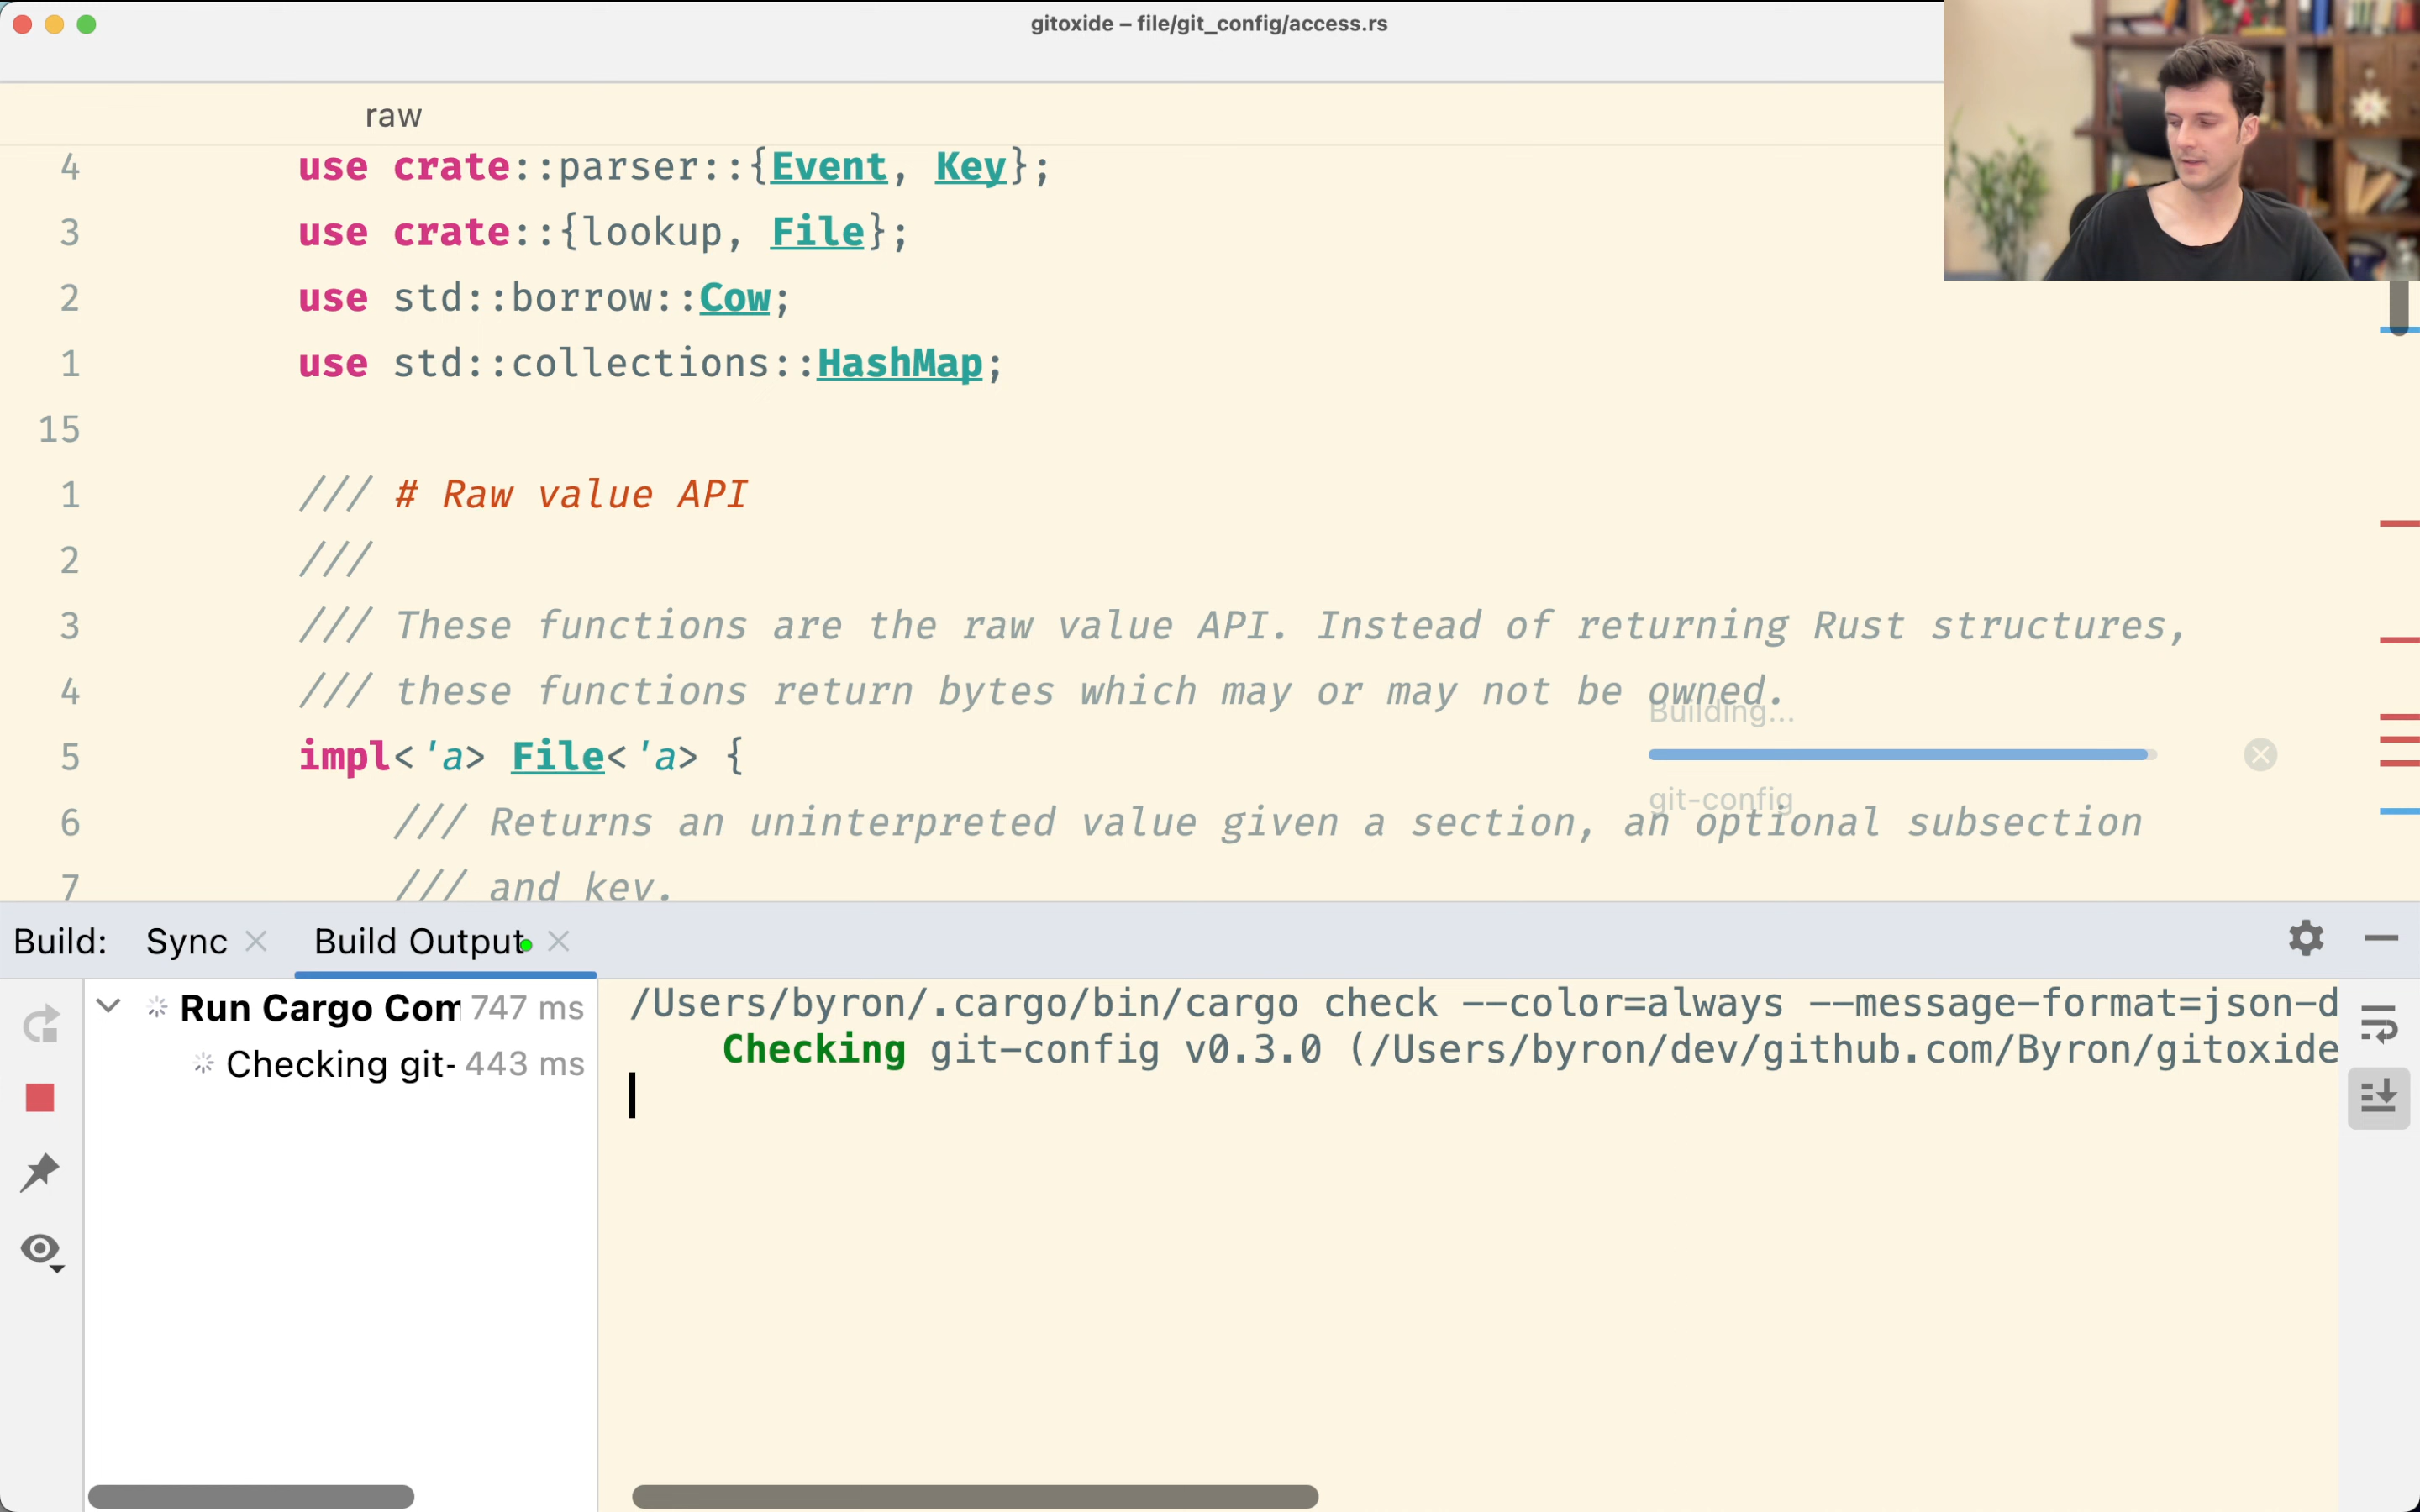 gitoxide – file/git_config/access.rs
raw
4 use crate::parser::{Event, Key};
3 use crate::{lookup, File};
2 use std::borrow::Cow;
1 use std::collections::HashMap;
15
1 /// # Raw value API
2 ///
3 /// These functions are the raw value API. Instead of returning Rust structures,
4 /// these functions return bytes which may or may not be owned.
Building...
5 impl<'a> File<'a> {
git-config
6 /// Returns an uninterpreted value given a section, an optional subsection
7 /// and key.
Build: Sync Build Output
Run Cargo Com 747 ms
Checking git- 443 ms
/Users/byron/.cargo/bin/cargo check --color=always --message-format=json-d
Checking git-config v0.3.0 (/Users/byron/dev/github.com/Byron/gitoxide